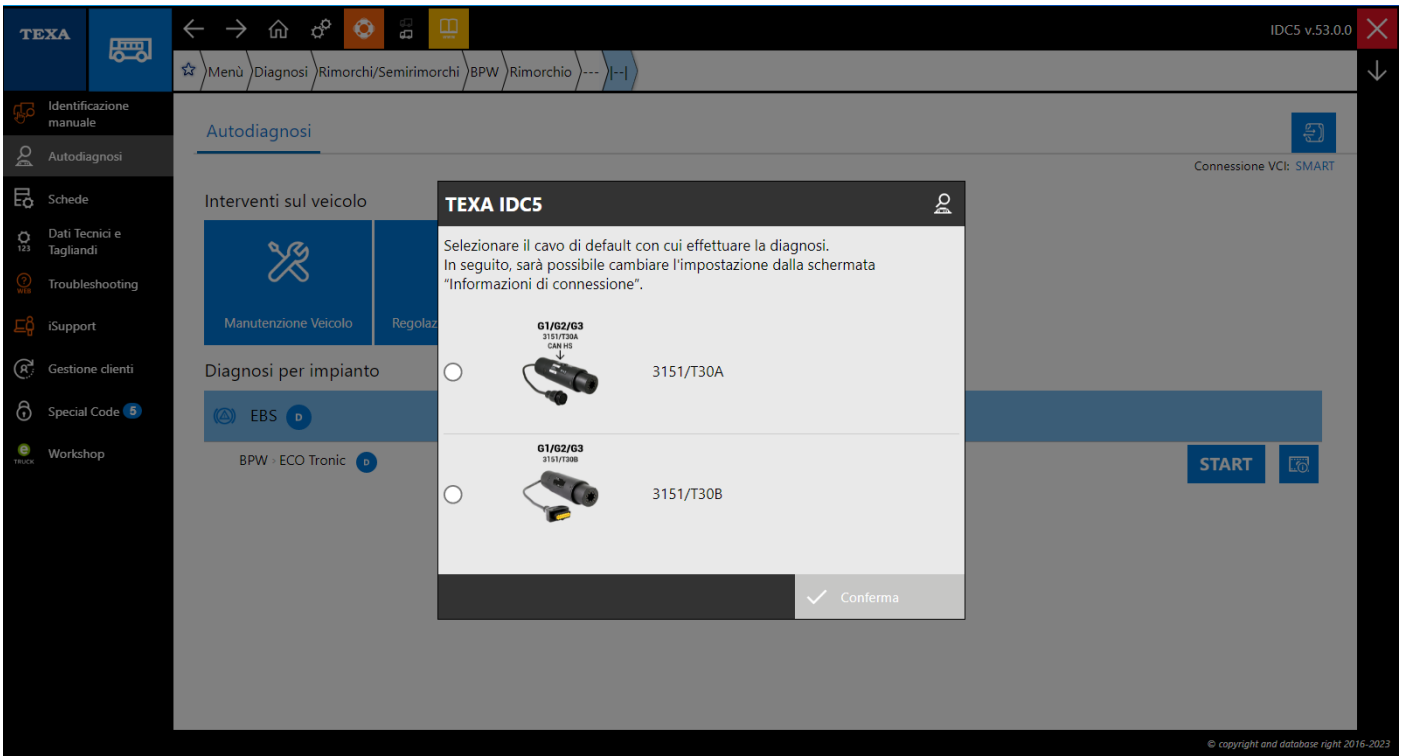 TEXA
IDC5 v.53.0.0
Menù
Diagnosi
Rimorchi/Semirimorchi
BPW
Rimorchio
---
|--|
Identificazione
manuale
Autodiagnosi
Schede
123
Dati Tecnici e
Tagliandi
WEB
Troubleshooting
iSupport
Gestione clienti
Special Code 5
TRUCK
Workshop
Autodiagnosi
Connessione VCI: SMART
Interventi sul veicolo
Manutenzione Veicolo
Regolaz
Diagnosi per impianto
EBS D
BPW › ECO Tronic D
START
TEXA IDC5
Selezionare il cavo di default con cui effettuare la diagnosi.
In seguito, sarà possibile cambiare l'impostazione dalla schermata
"Informazioni di connessione".
G1/G2/G3
3151/T30A
CAN HS
3151/T30A
G1/G2/G3
3151/T30B
3151/T30B
Conferma
© copyright and database right 2016-2023